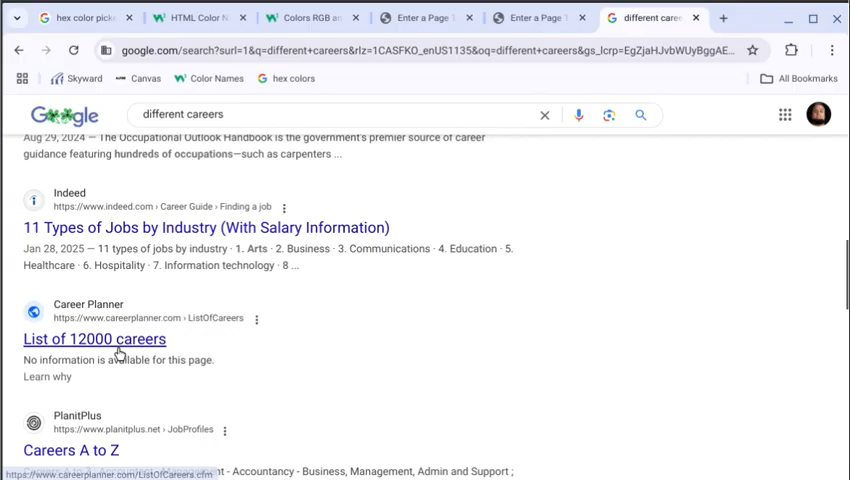 hex color picke
HTML Color N
Colors RGB an
Enter a Page T
Enter a Page T
different caree
google.com/search?surl=1&q=different+careers&rlz=1CASFKO_enUS1135&oq=different+careers&gs_lcrp=EgZjaHJvbWUyBggAE...
Skyward
Canvas
Color Names
hex colors
All Bookmarks
Google
different careers
Aug 29, 2024 — The Occupational Outlook Handbook is the government's premier source of career
guidance featuring hundreds of occupations—such as carpenters ...
Indeed
https://www.indeed.com › Career Guide › Finding a job
11 Types of Jobs by Industry (With Salary Information)
Jan 28, 2025 — 11 types of jobs by industry · 1. Arts · 2. Business · 3. Communications · 4. Education · 5.
Healthcare · 6. Hospitality · 7. Information technology · 8 ...
Career Planner
https://www.careerplanner.com › ListOfCareers
List of 12000 careers
No information is available for this page.
Learn why
PlanitPlus
https://www.planitplus.net › JobProfiles
Careers A to Z
- Accountancy - Business, Management, Admin and Support ;
https://www.careerplanner.com/ListOfCareers.cfm